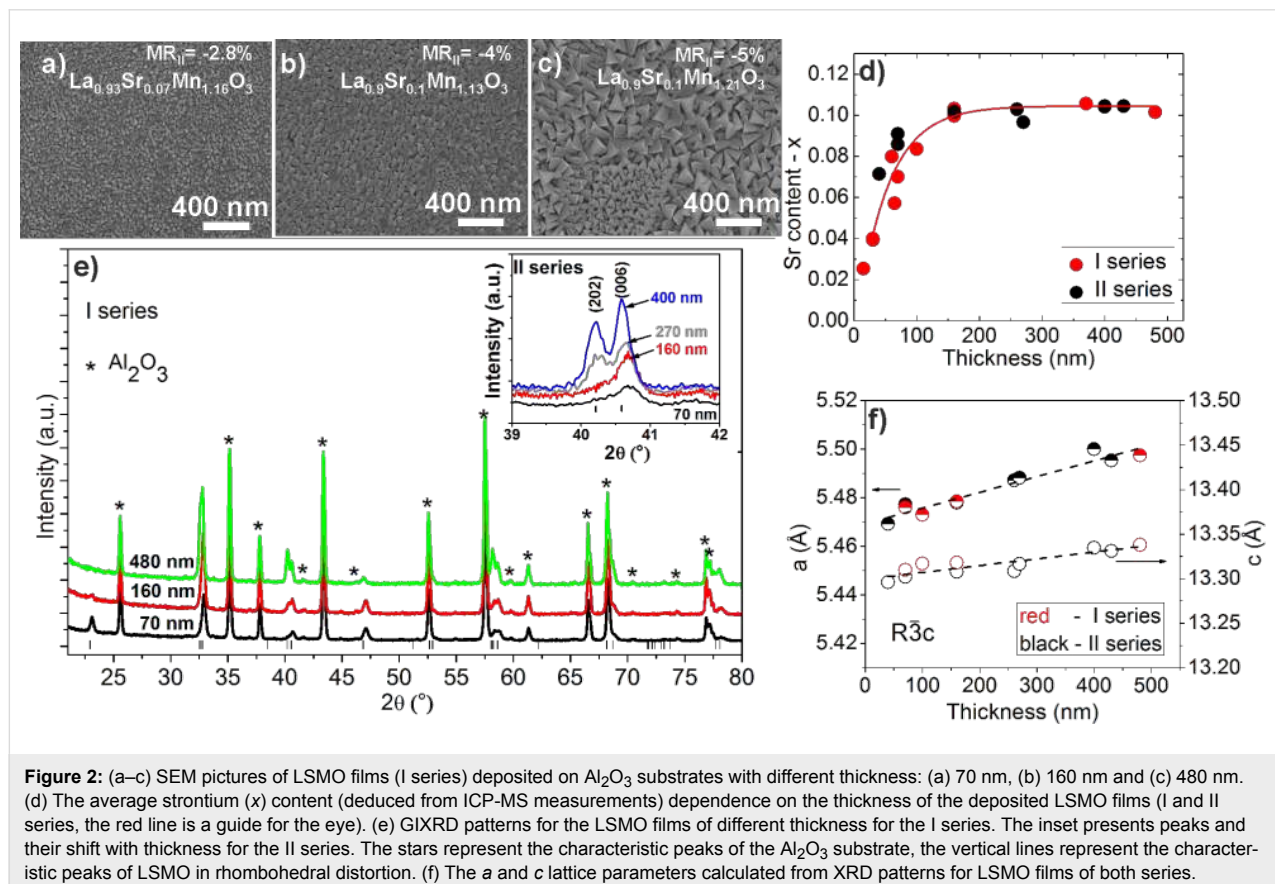 a)
MR_II = -2.8%
La0.93Sr0.07Mn1.16O3
400 nm
b)
MR_II = -4%
La0.9Sr0.1Mn1.13O3
400 nm
c)
MR_II = -5%
La0.9Sr0.1Mn1.21O3
400 nm
d)
0.12
0.10
0.08
0.06
0.04
0.02
0.00
Sr content - x
I series
II series
0 100 200 300 400 500
Thickness (nm)
e)
I series
* Al2O3
Intensity (a.u.)
480 nm
160 nm
70 nm
25 30 35 40 45 50 55 60 65 70 75 80
2θ (°)
II series
(202)
(006)
400 nm
270 nm
160 nm
70 nm
Intensity (a.u.)
39 40 41 42
2θ (°)
f)
5.52
5.50
5.48
5.46
5.44
5.42
a (Å)
13.50
13.45
13.40
13.35
13.30
13.25
13.20
c (Å)
R3̅c
red - I series
black - II series
0 100 200 300 400 500
Thickness (nm)
Figure 2: (a–c) SEM pictures of LSMO films (I series) deposited on Al2O3 substrates with different thickness: (a) 70 nm, (b) 160 nm and (c) 480 nm.
(d) The average strontium (x) content (deduced from ICP-MS measurements) dependence on the thickness of the deposited LSMO films (I and II
series, the red line is a guide for the eye). (e) GIXRD patterns for the LSMO films of different thickness for the I series. The inset presents peaks and
their shift with thickness for the II series. The stars represent the characteristic peaks of the Al2O3 substrate, the vertical lines represent the character-
istic peaks of LSMO in rhombohedral distortion. (f) The a and c lattice parameters calculated from XRD patterns for LSMO films of both series.